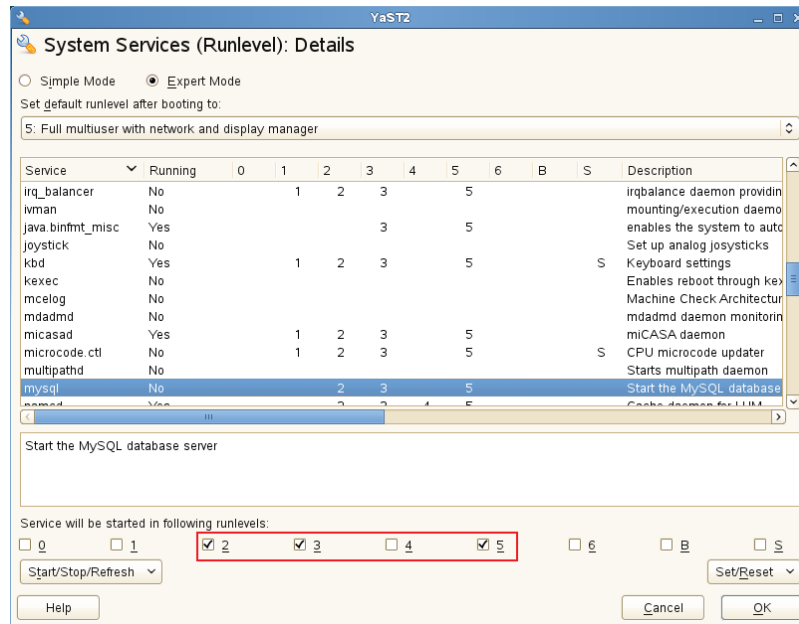 YaST2
System Services (Runlevel): Details
Simple Mode Expert Mode
Set default runlevel after booting to:
5: Full multiuser with network and display manager
Service Running 0 1 2 3 4 5 6 B S Description
irq_balancer No 1 2 3 5 irqbalance daemon providin
ivman No mounting/execution daemo
java.binfmt_misc Yes 3 5 enables the system to auto
joystick No Set up analog josysticks
kbd Yes 1 2 3 5 S Keyboard settings
kexec No Enables reboot through kex
mcelog No Machine Check Architectur
mdadmd No mdadmd daemon monitorin
micasad Yes 1 2 3 5 miCASA daemon
microcode.ctl No 1 2 3 5 S CPU microcode updater
multipathd No Starts multipath daemon
mysql No 2 3 5 Start the MySQL database
Start the MySQL database server
Service will be started in following runlevels:
0 1 2 3 4 5 6 B S
Start/Stop/Refresh Set/Reset
Help Cancel OK